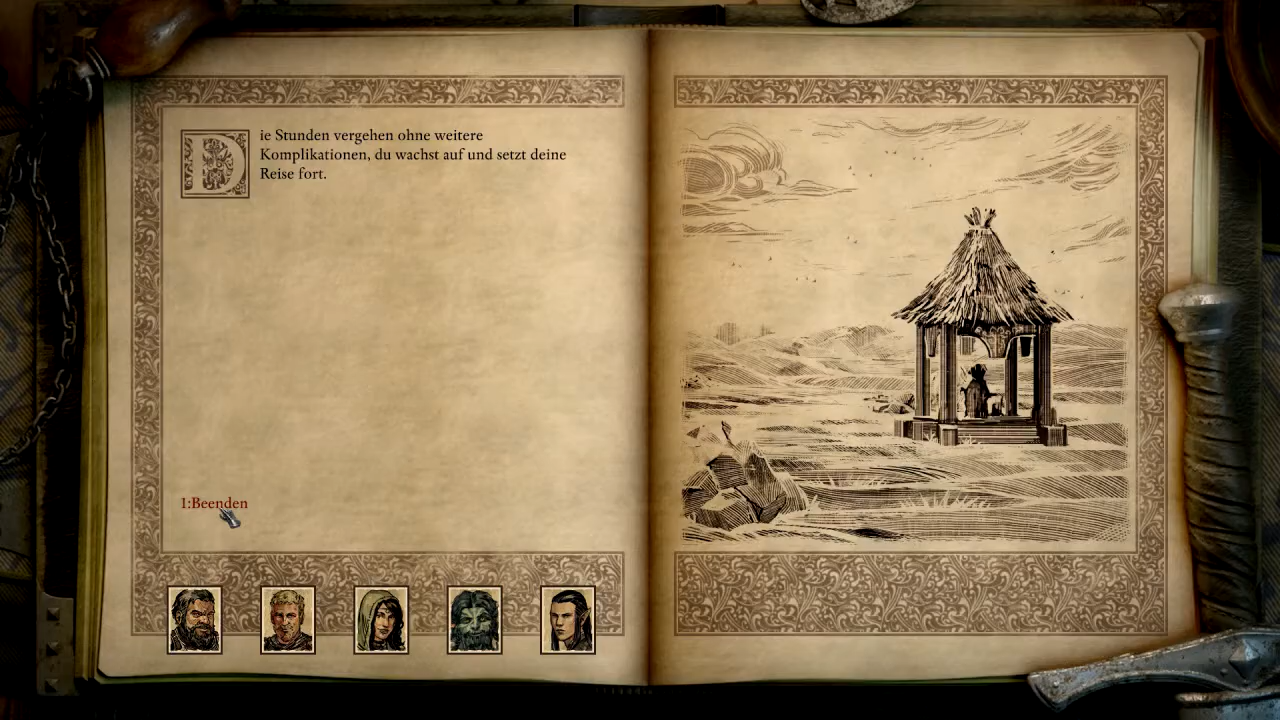 Die Stunden vergehen ohne weitere
Komplikationen, du wachst auf und setzt deine
Reise fort.
1:Beenden